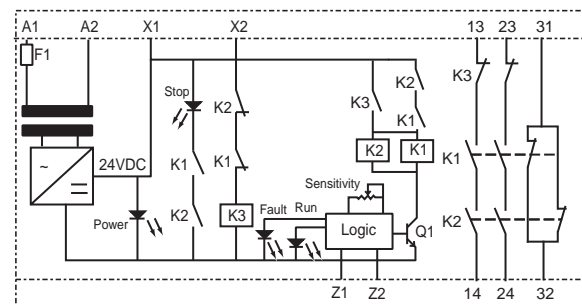 A1 A2 X1 X2 13 23 31
F1
K3 K2
Stop K3
K2 K1
K1 K1 K2 K1 K1
24VDC ~
Sensitivity
K2 K3 Fault Run K2
Power Logic Q1
Z1 Z2 14 24 32